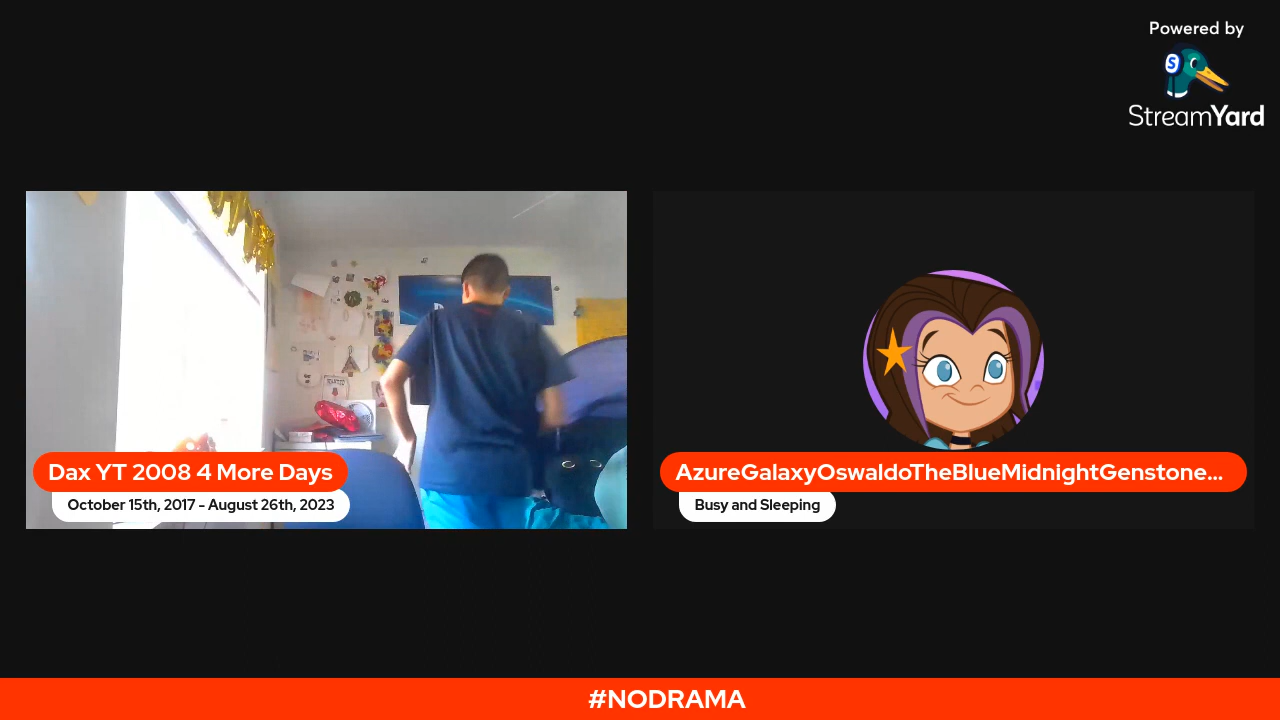 Powered by
S
StreamYard
WANTED
Dax YT 2008 4 More Days
October 15th, 2017 - August 26th, 2023
AzureGalaxyOswaldoTheBlueMidnightGenstone...
Busy and Sleeping
#NODRAMA